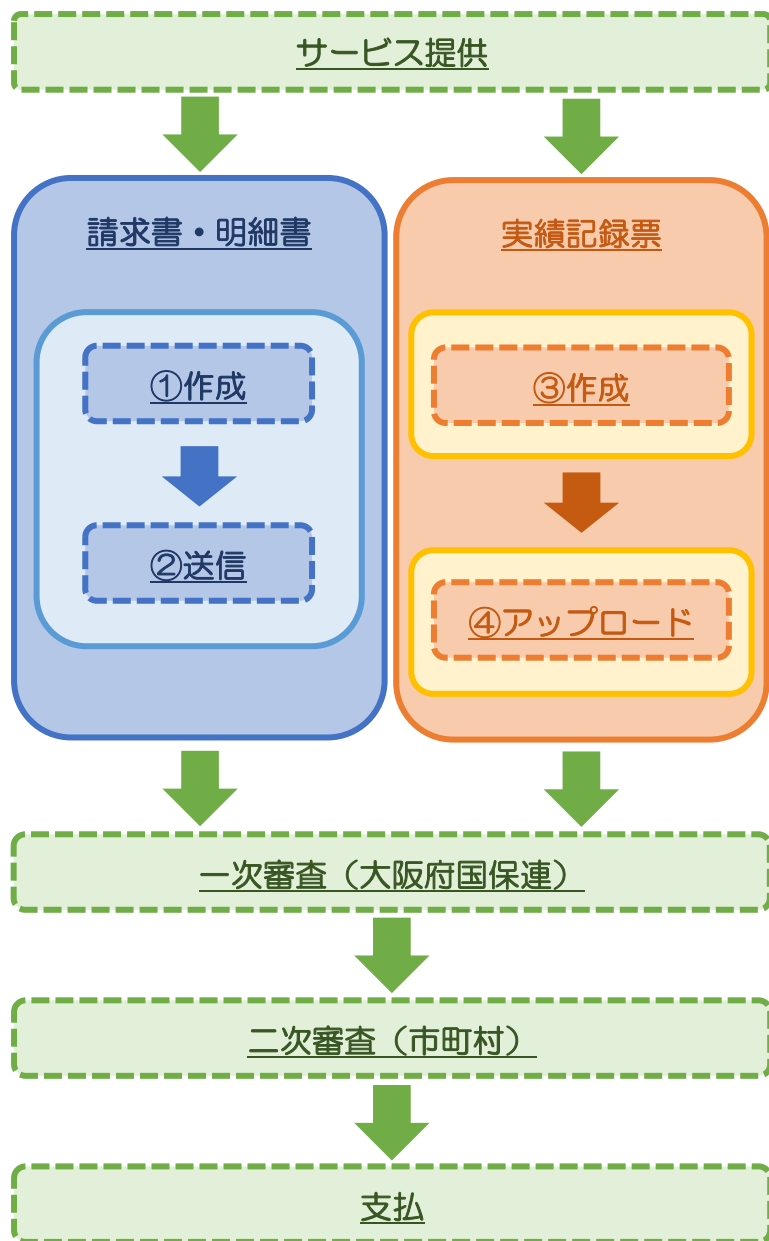 サービス提供
請求書・明細書
①作成
②送信
実績記録票
③作成
④アップロード
一次審査（大阪府国保連）
二次審査（市町村）
支払